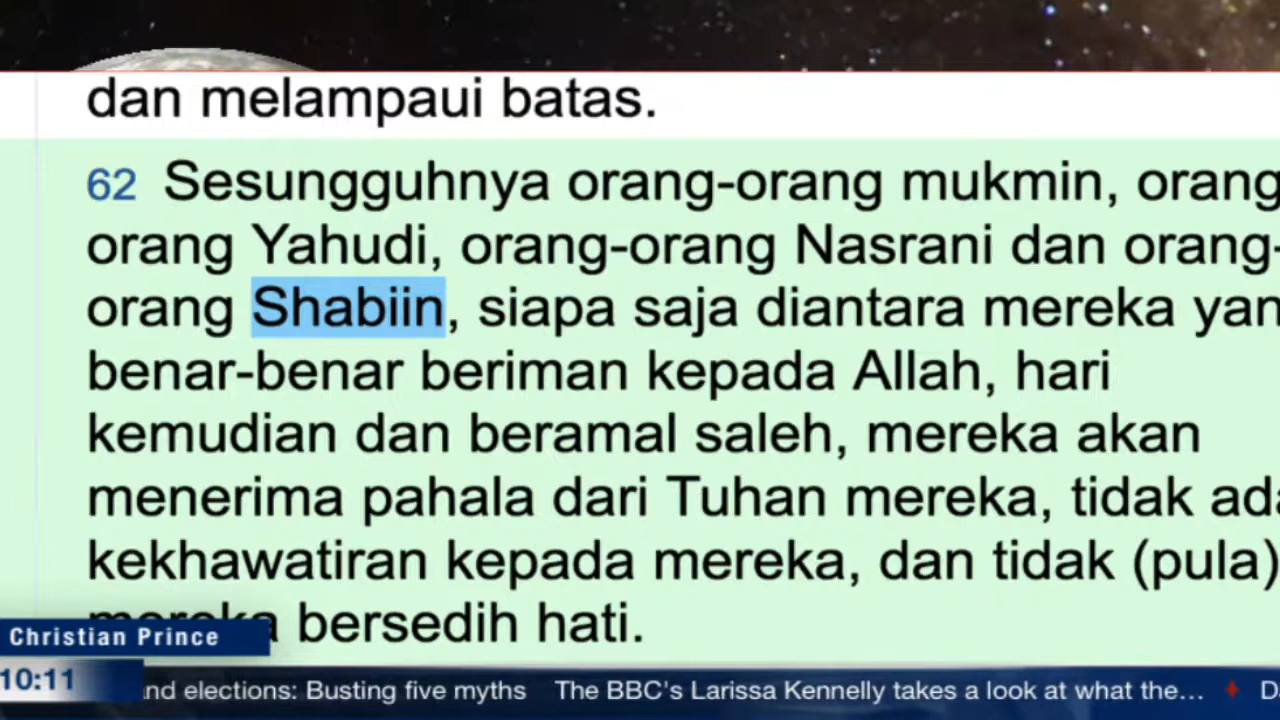 dan melampaui batas.
62 Sesungguhnya orang-orang mukmin, orang
orang Yahudi, orang-orang Nasrani dan orang-
orang Shabiin, siapa saja diantara mereka yan
benar-benar beriman kepada Allah, hari
kemudian dan beramal saleh, mereka akan
menerima pahala dari Tuhan mereka, tidak ad
kekhawatiran kepada mereka, dan tidak (pula)
mereka bersedih hati.
Christian Prince
10:11
nd elections: Busting five myths The BBC's Larissa Kennelly takes a look at what the... D